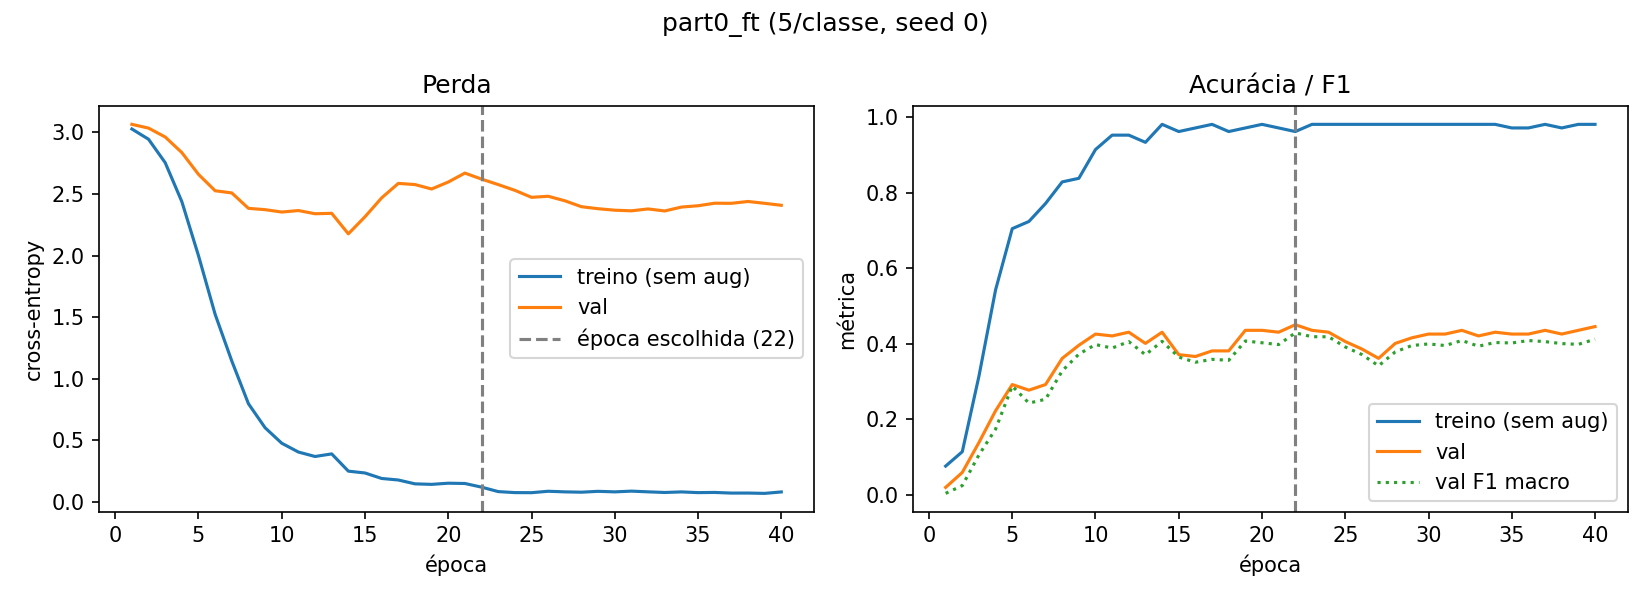 part0_ft (5/classe, seed 0)
Perda
cross-entropy
3.0
2.5
2.0
1.5
1.0
0.5
0.0
treino (sem aug)
val
época escolhida (22)
0 5 10 15 20 25 30 35 40
época
Acurácia / F1
métrica
1.0
0.8
0.6
0.4
0.2
0.0
treino (sem aug)
val
val F1 macro
0 5 10 15 20 25 30 35 40
época